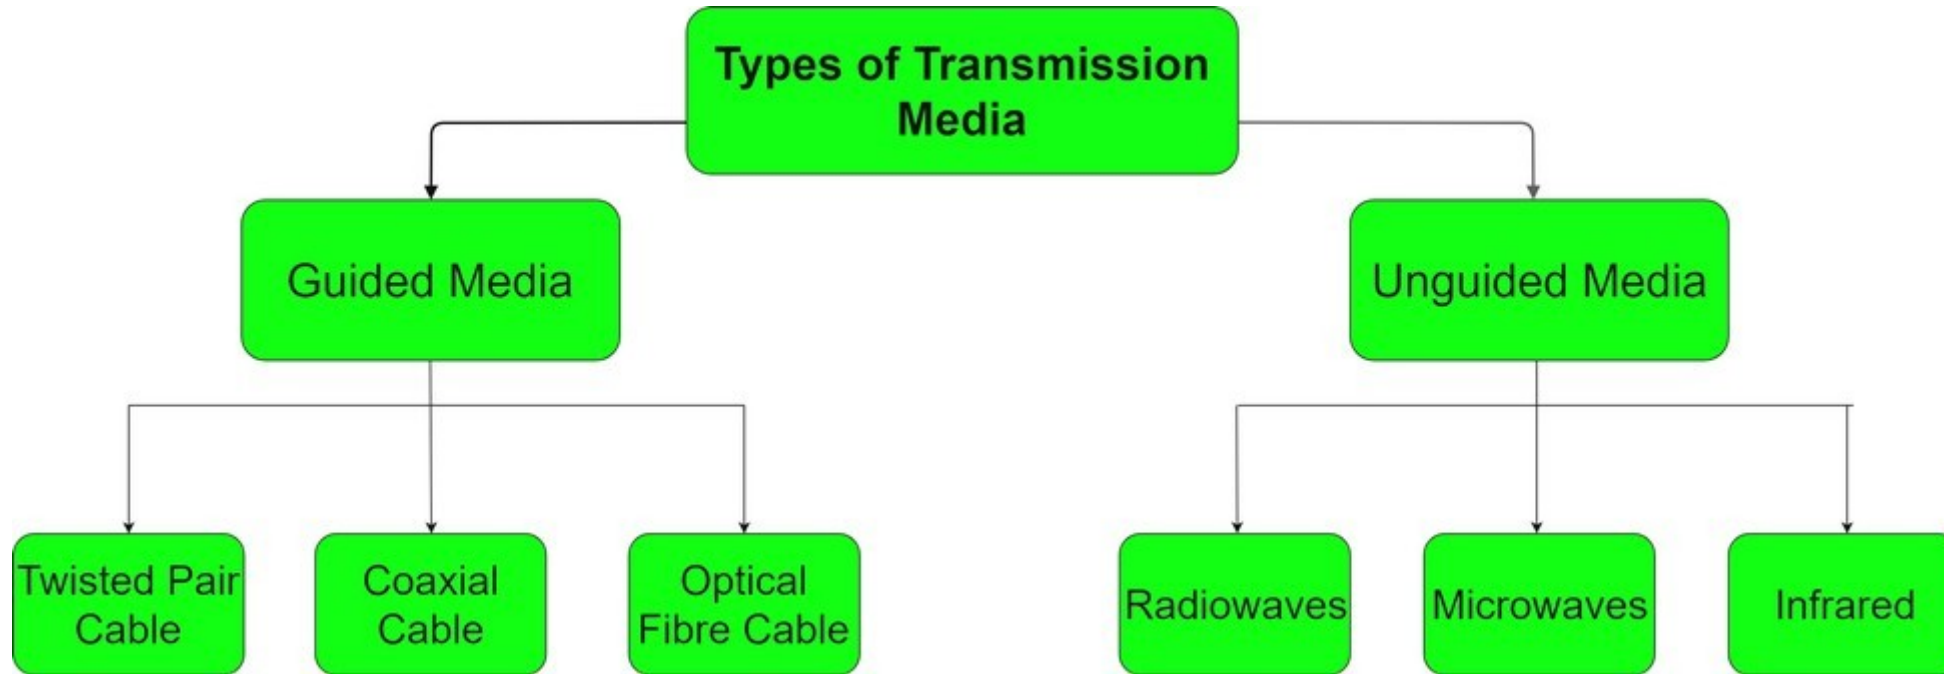 Types of Transmission
Media
Guided Media
Unguided Media
Twisted Pair
Cable
Coaxial
Cable
Optical
Fibre Cable
Radiowaves
Microwaves
Infrared